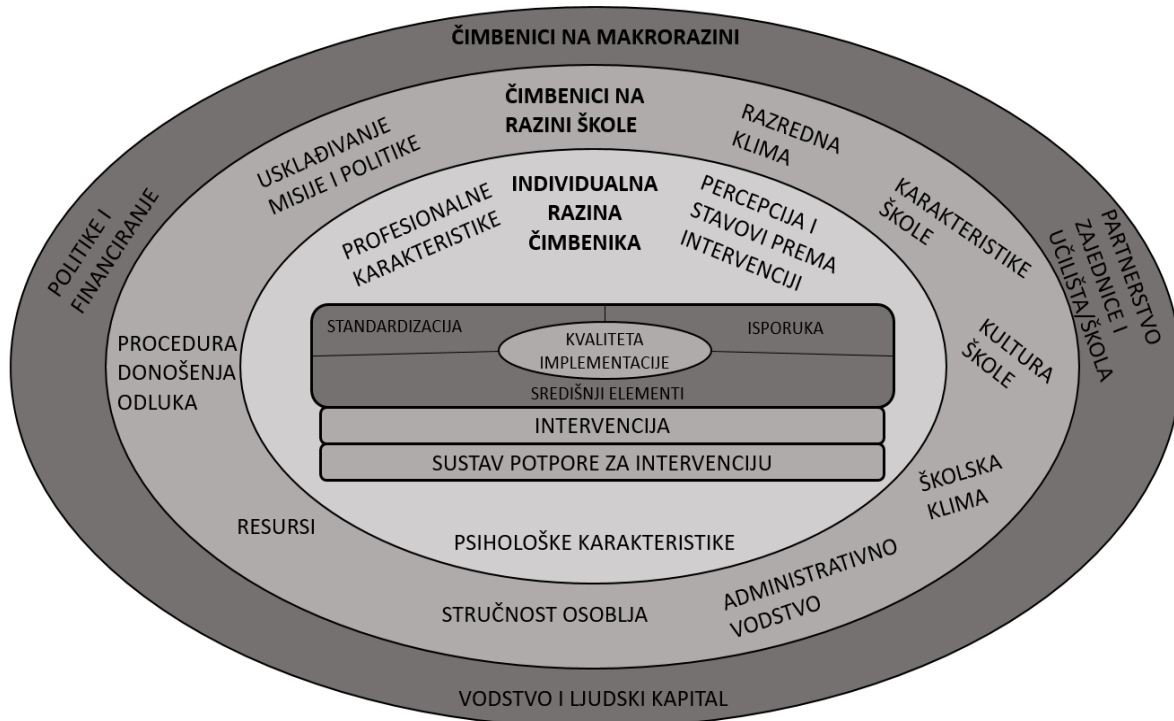 ČIMBENICI NA MAKRORAZINI
POLITIKE I
FINANCIRANJE
PARTNERSTVO
ZAJEDNICE I
UČILIŠTA/ŠKOLA
VODSTVO I LJUDSKI KAPITAL
ČIMBENICI NA
RAZINI ŠKOLE
USKLAĐIVANJE
MISIJE I POLITIKE
RAZREDNA
KLIMA
KARAKTERISTIKE
ŠKOLE
KULTURA
ŠKOLE
ŠKOLSKA
KLIMA
ADMINISTRATIVNO
VODSTVO
STRUČNOST OSOBLJA
RESURSI
PROCEDURA
DONOŠENJA
ODLUKA
INDIVIDUALNA
RAZINA
ČIMBENIKA
PROFESIONALNE
KARAKTERISTIKE
PERCEPCIJA I
STAVOVI PREMA
INTERVENCIJI
STANDARDIZACIJA
ISPORUKA
KVALITETA
IMPLEMENTACIJE
SREDIŠNJI ELEMENTI
INTERVENCIJA
SUSTAV POTPORE ZA INTERVENCIJU
PSIHOLOŠKE KARAKTERISTIKE